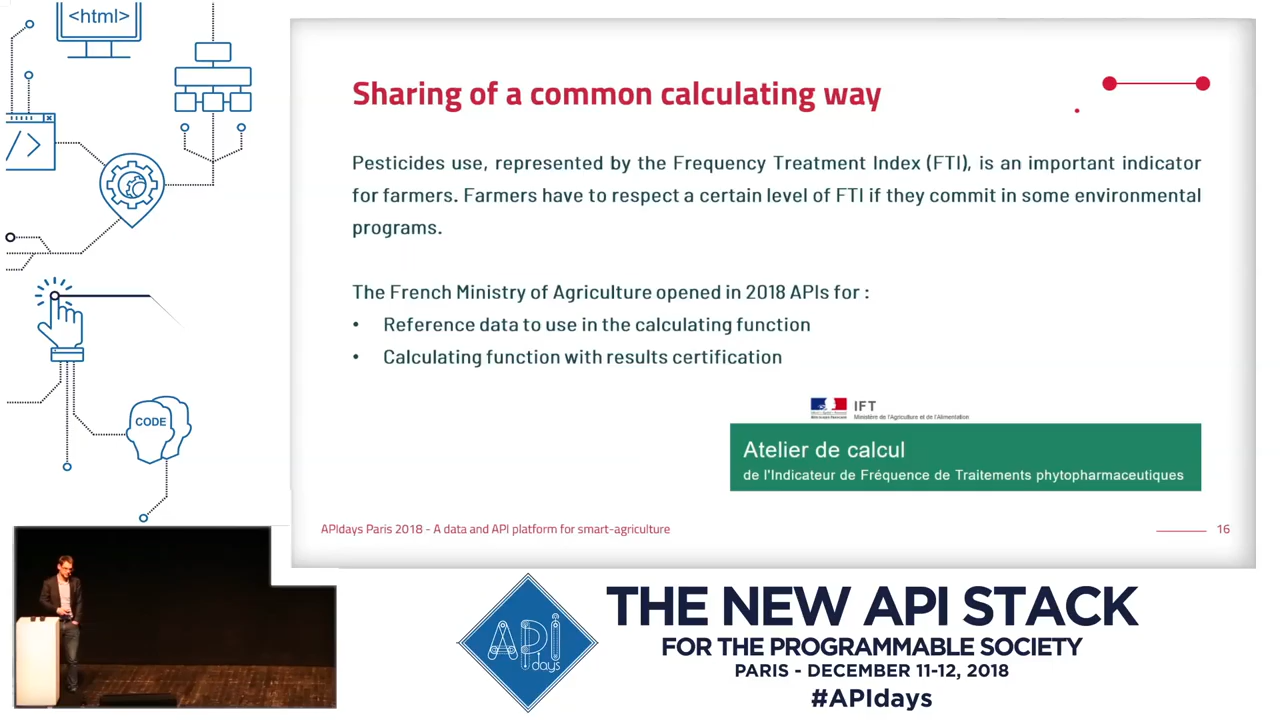 <html>
</>
CODE
Sharing of a common calculating way
Pesticides use, represented by the Frequency Treatment Index (FTI), is an important indicator
for farmers. Farmers have to respect a certain level of FTI if they commit in some environmental
programs.
The French Ministry of Agriculture opened in 2018 APIs for :
• Reference data to use in the calculating function
• Calculating function with results certification
IFT
Ministère de l'Agriculture et de l'Alimentation
Atelier de calcul
de l'Indicateur de Fréquence de Traitements phytopharmaceutiques
APIdays Paris 2018 - A data and API platform for smart-agriculture
16
API
days
THE NEW API STACK
FOR THE PROGRAMMABLE SOCIETY
PARIS - DECEMBER 11-12, 2018
#APIdays